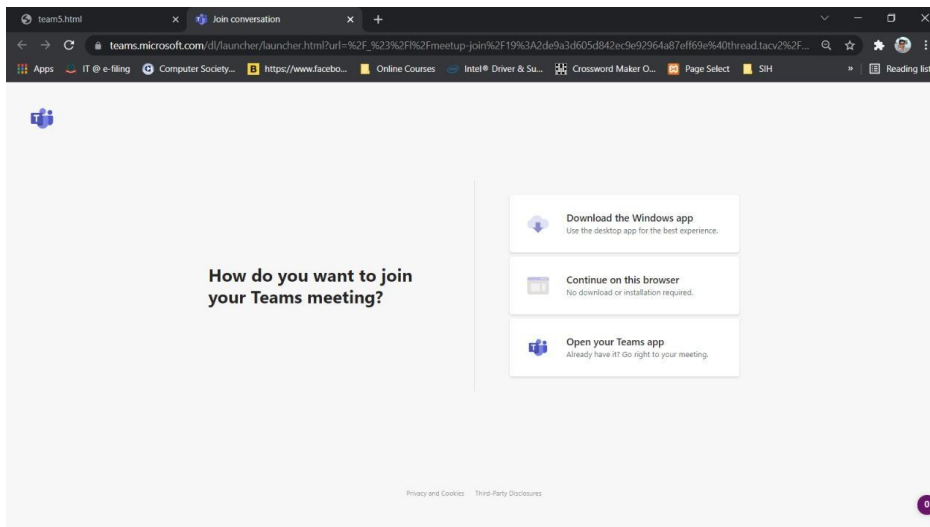 team5.html
Join conversation
teams.microsoft.com/dl/launcher/launcher.html?url=%2F_%23%2Fl%2Fmeetup-join%2F19%3A2de9a3d605d842ec9e92964a87eff69e%40thread.tacv2%2F...
Apps IT @ e-filing Computer Society... https://www.facebo... Online Courses Intel® Driver & Su... Crossword Maker O... Page Select SIH » Reading list
How do you want to join
your Teams meeting?
Download the Windows app
Use the desktop app for the best experience.
Continue on this browser
No download or installation required.
Open your Teams app
Already have it? Go right to your meeting.
Privacy and Cookies Third-Party Disclosures